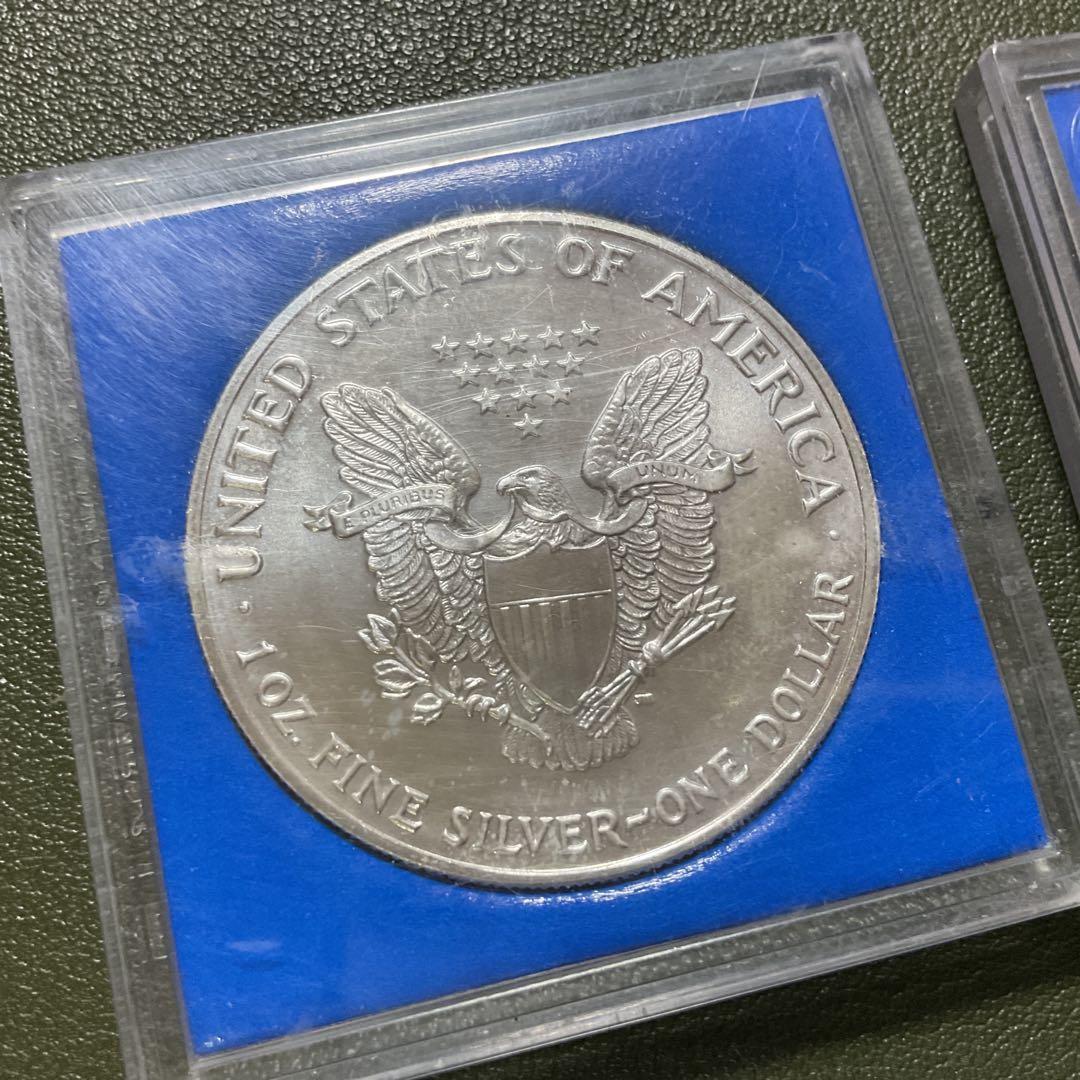 UNITED STATES OF AMERICA
E PLURIBUS UNUM
1 OZ. FINE SILVER~ONE DOLLAR